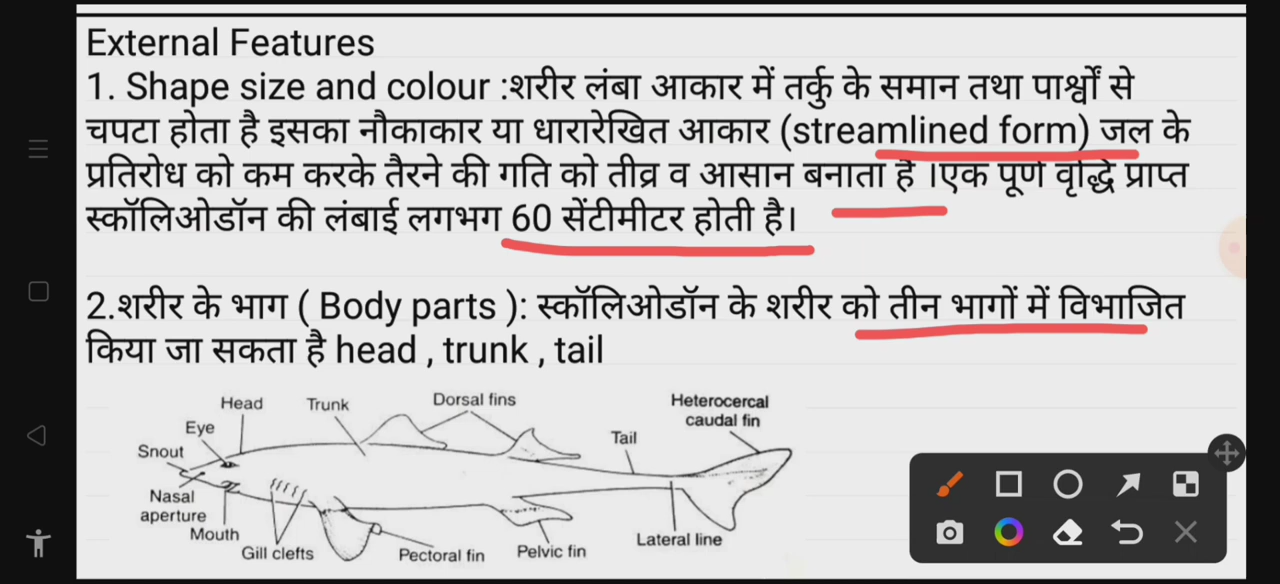 External Features
1. Shape size and colour :शरीर लंबा आकार में तर्कु के समान तथा पार्श्वों से
चपटा होता है इसका नौकाकार या धारारेखित आकार (streamlined form) जल के
प्रतिरोध को कम करके तैरने की गति को तीव्र व आसान बनाता है ।एक पूर्ण वृद्धि प्राप्त
स्कॉलिओडॉन की लंबाई लगभग 60 सेंटीमीटर होती है।
2.शरीर के भाग ( Body parts ): स्कॉलिओडॉन के शरीर को तीन भागों में विभाजित
किया जा सकता है head , trunk , tail
Head
Trunk
Dorsal fins
Heterocercal
caudal fin
Eye
Tail
Snout
Nasal
aperture
Mouth
Gill clefts
Pectoral fin
Pelvic fin
Lateral line